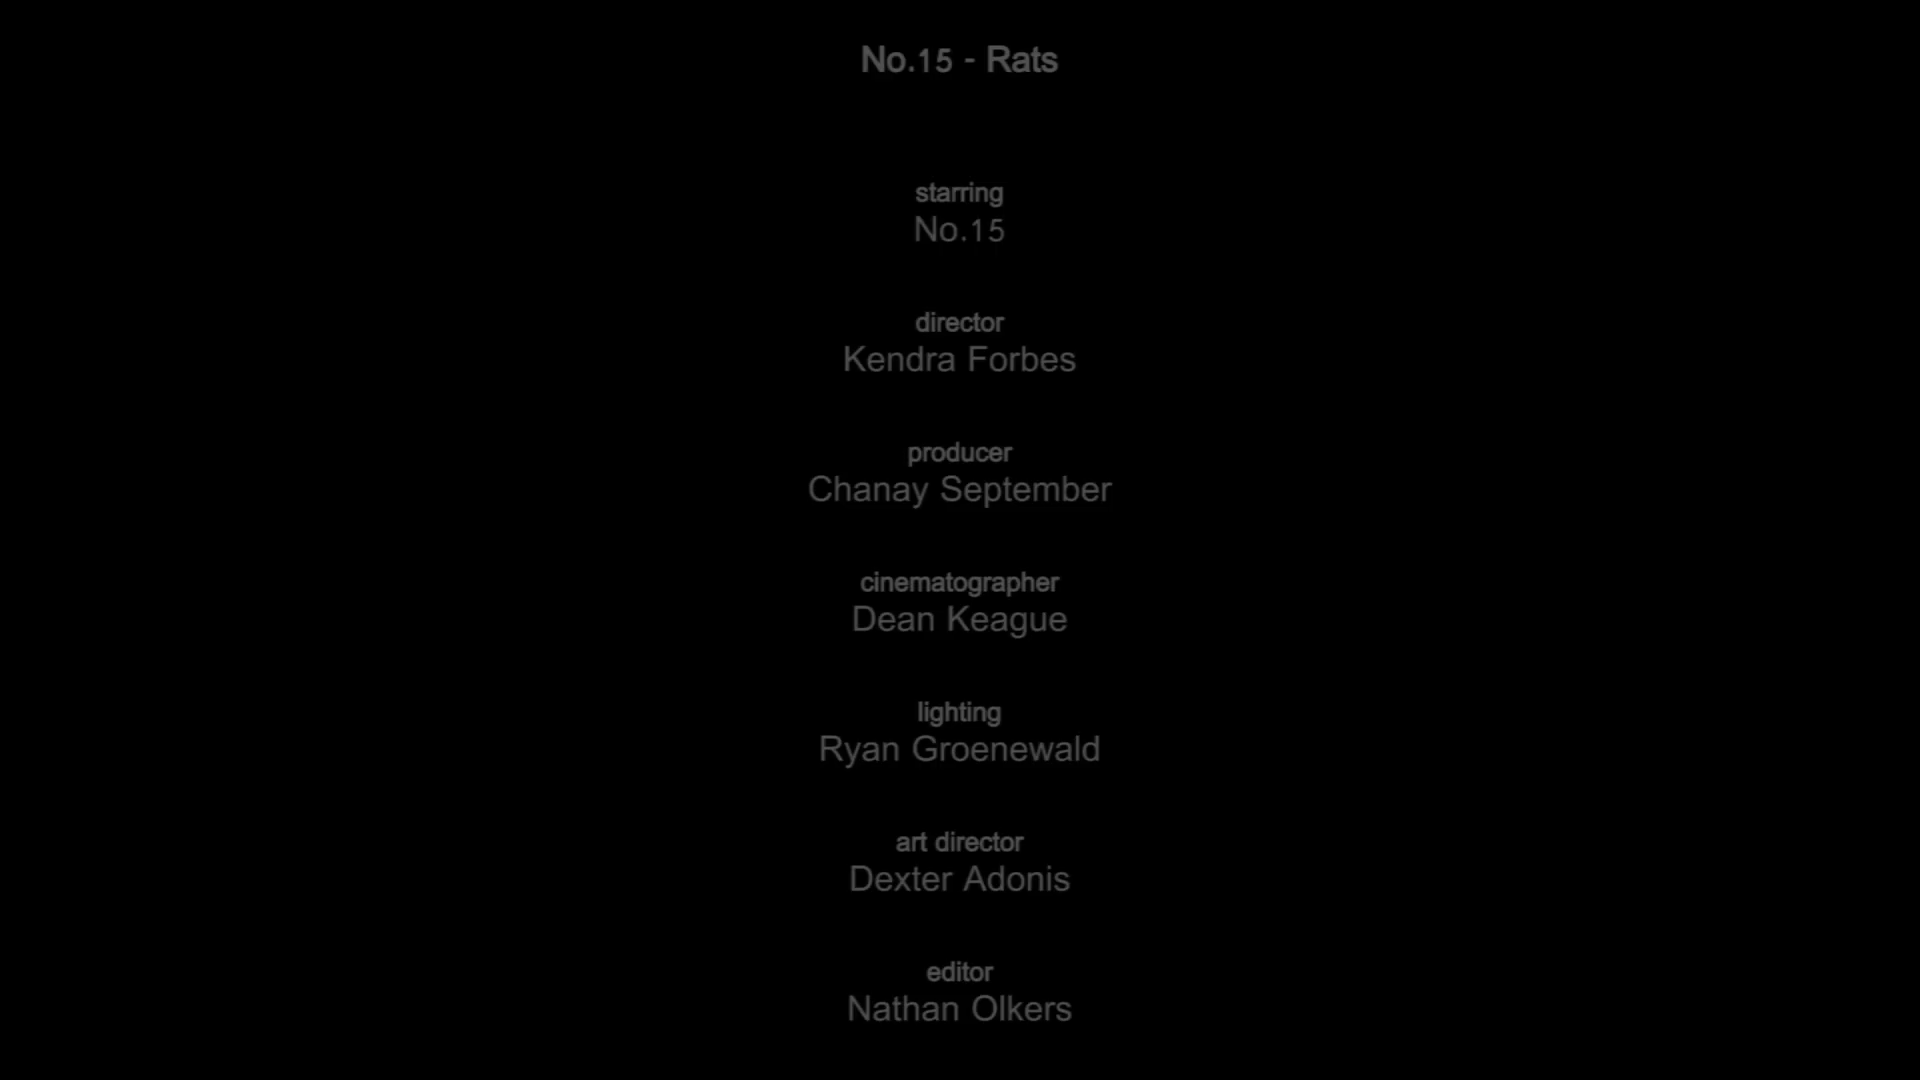 No.15 - Rats
starring
No.15
director
Kendra Forbes
producer
Chanay September
cinematographer
Dean Keague
lighting
Ryan Groenewald
art director
Dexter Adonis
editor
Nathan Olkers